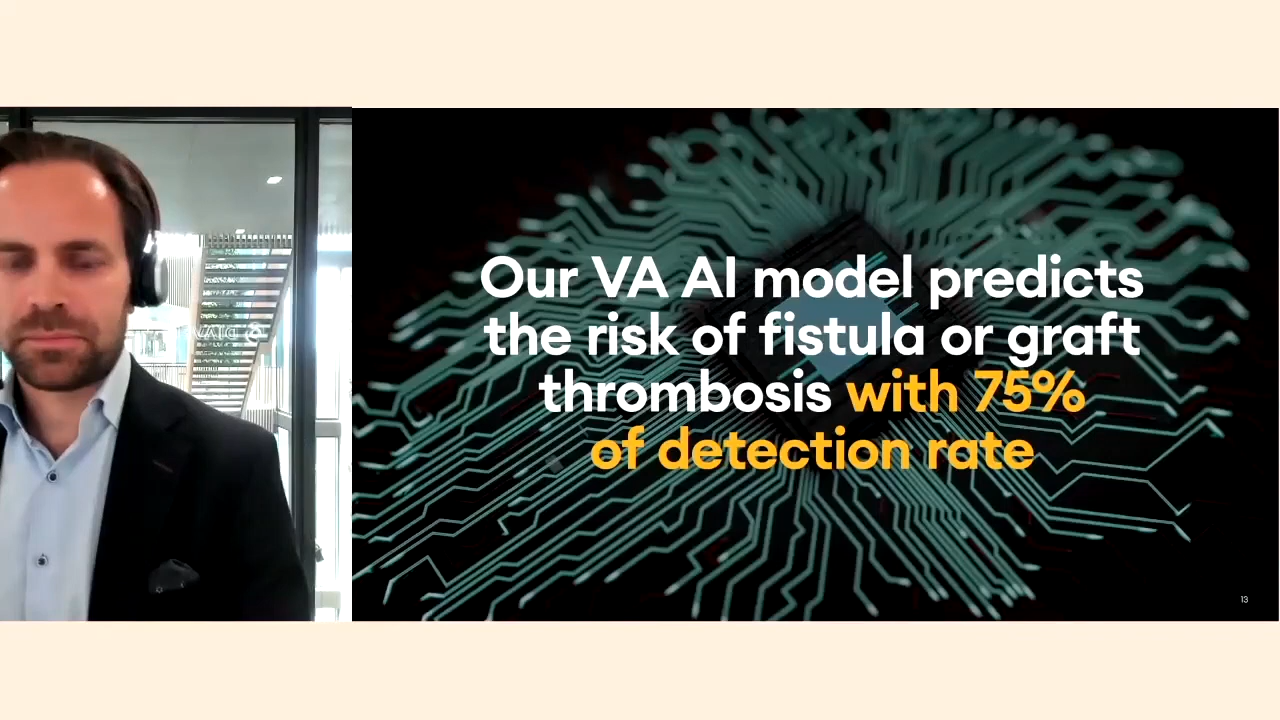 Our VA AI model predicts
the risk of fistula or graft
thrombosis with 75%
of detection rate
13